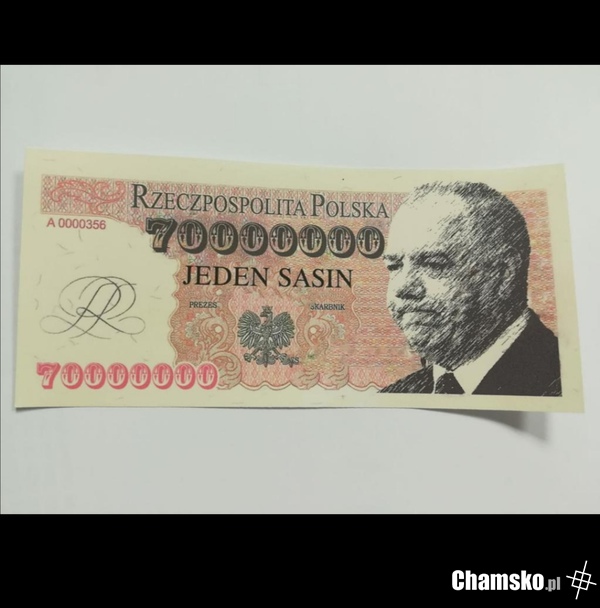 RZECZPOSPOLITA POLSKA
A 0000356
70000000
JEDEN SASIN
PREZES
SKARBNIK
70000000
Chamsko.pl